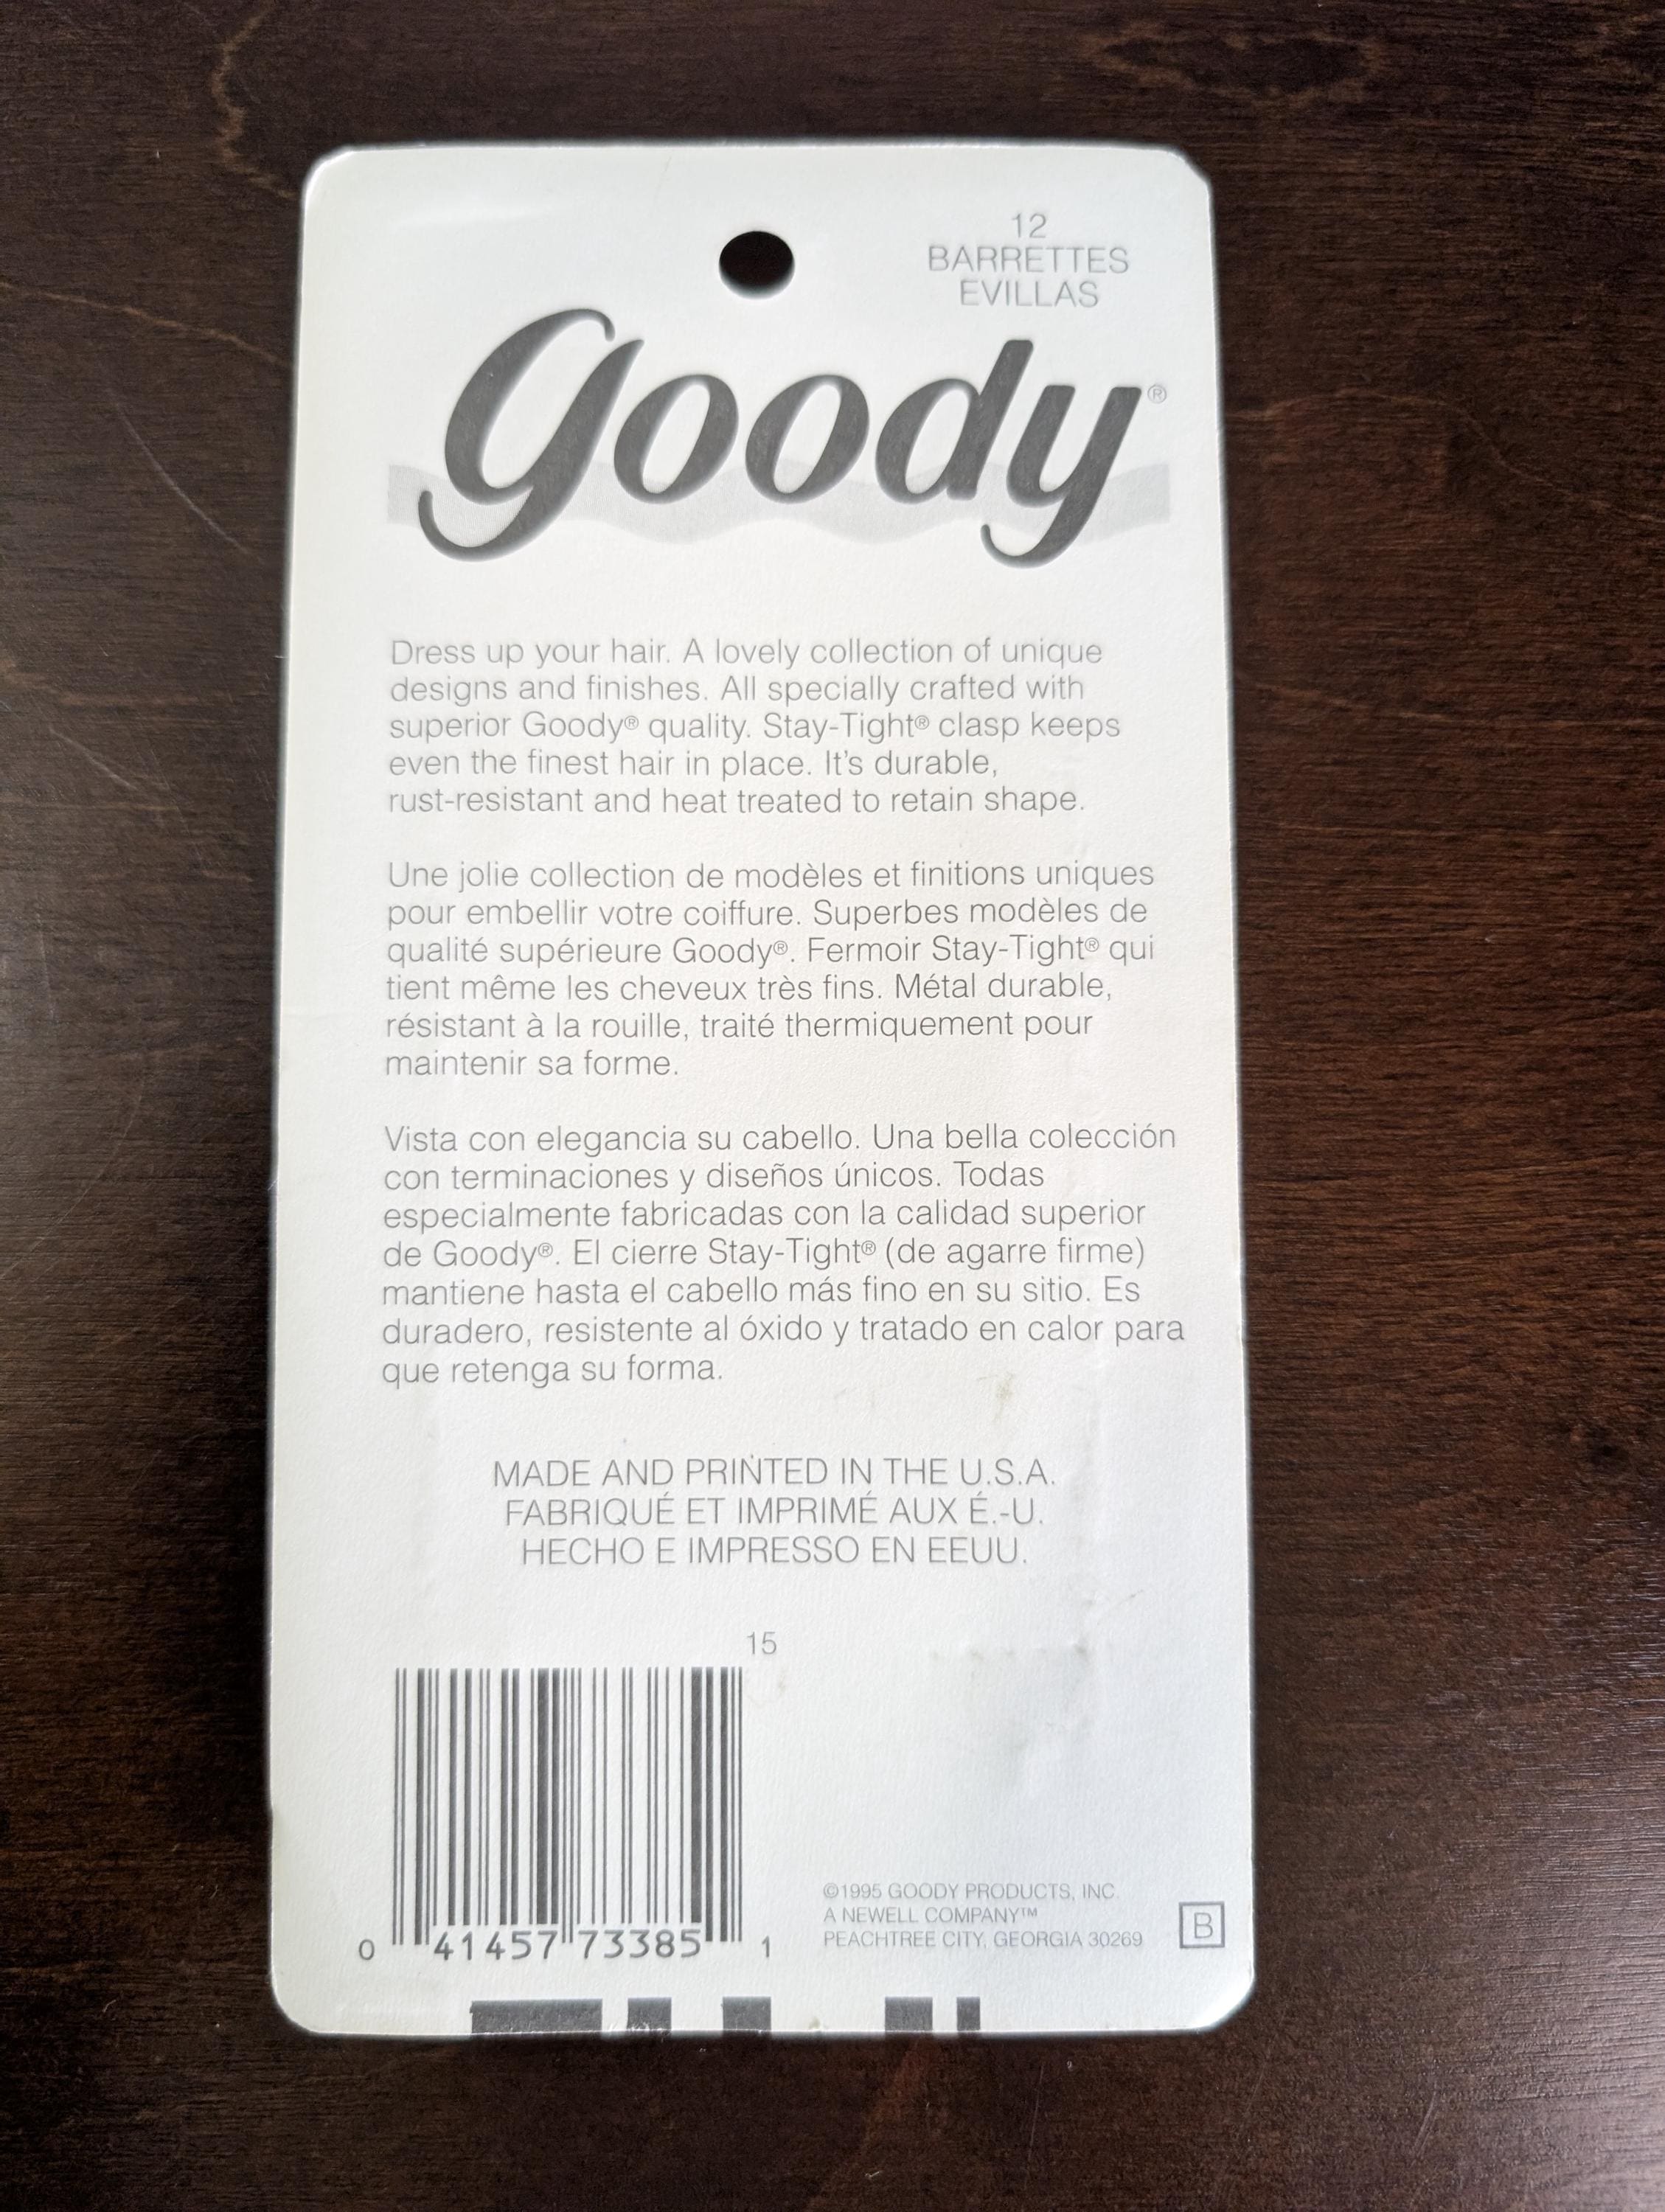 12
BARRETTES
EVILLAS
goody®
Dress up your hair. A lovely collection of unique
designs and finishes. All specially crafted with
superior Goody® quality. Stay-Tight® clasp keeps
even the finest hair in place. It's durable,
rust-resistant and heat treated to retain shape.
Une jolie collection de modèles et finitions uniques
pour embellir votre coiffure. Superbes modèles de
qualité supérieure Goody®. Fermoir Stay-Tight® qui
tient même les cheveux très fins. Métal durable,
résistant à la rouille, traité thermiquement pour
maintenir sa forme.
Vista con elegancia su cabello. Una bella colección
con terminaciones y diseños únicos. Todas
especialmente fabricadas con la calidad superior
de Goody®. El cierre Stay-Tight® (de agarre firme)
mantiene hasta el cabello más fino en su sitio. Es
duradero, resistente al óxido y tratado en calor para
que retenga su forma.
MADE AND PRINTED IN THE U.S.A.
FABRIQUÉ ET IMPRIMÉ AUX É.-U.
HECHO E IMPRESSO EN EEUU.
15
0 41457 73385 1
©1995 GOODY PRODUCTS, INC.
A NEWELL COMPANY™
PEACHTREE CITY, GEORGIA 30269
B